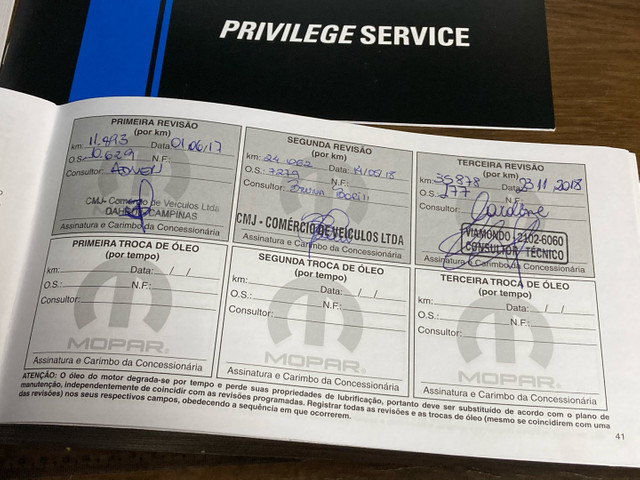 PRIVILEGE SERVICE
PRIMEIRA REVISÃO
(por km)
km: 11.893 Data: 01/06/17
O.S.: 0.629 N.F.:
Consultor:
CMJ- Comércio de Veículos Ltda
CAMPINAS
Assinatura e Carimbo da Concessionária
SEGUNDA REVISÃO
(por km)
km: Data: 14/05/18
O.S.: 7279 N.F.:
Consultor: Bruna
CMJ - COMÉRCIO DE VEÍCULOS LTDA
Assinatura e Carimbo da Concessionária
TERCEIRA REVISÃO
(por km)
km: 35878 Data: 23 11 2018
O.S.: 177 N.F.:
Consultor:
VIAMONDO 2102-6060
CONSULTOR TÉCNICO
Assinatura e Carimbo da Concessionária
PRIMEIRA TROCA DE ÓLEO
(por tempo)
km: Data: / /
O.S.: N.F.:
Consultor:
MOPAR
Assinatura e Carimbo da Concessionária
SEGUNDA TROCA DE ÓLEO
(por tempo)
km: Data: / /
O.S.: N.F.:
Consultor:
MOPAR
Assinatura e Carimbo da Concessionária
TERCEIRA TROCA DE ÓLEO
(por tempo)
km: Data: / /
O.S.: N.F.:
Consultor:
MOPAR
Assinatura e Carimbo da Concessionária
ATENÇÃO: O óleo do motor degrada-se por tempo e perde suas propriedades de lubrificação, portanto deve ser substituído de acordo com o plano de
manutenção, independentemente de coincidir com as revisões programadas. Registrar todas as revisões e as trocas de óleo (mesmo se coincidirem com uma
das revisões) nos seus respectivos campos, obedecendo a sequência em que ocorrerem.
41